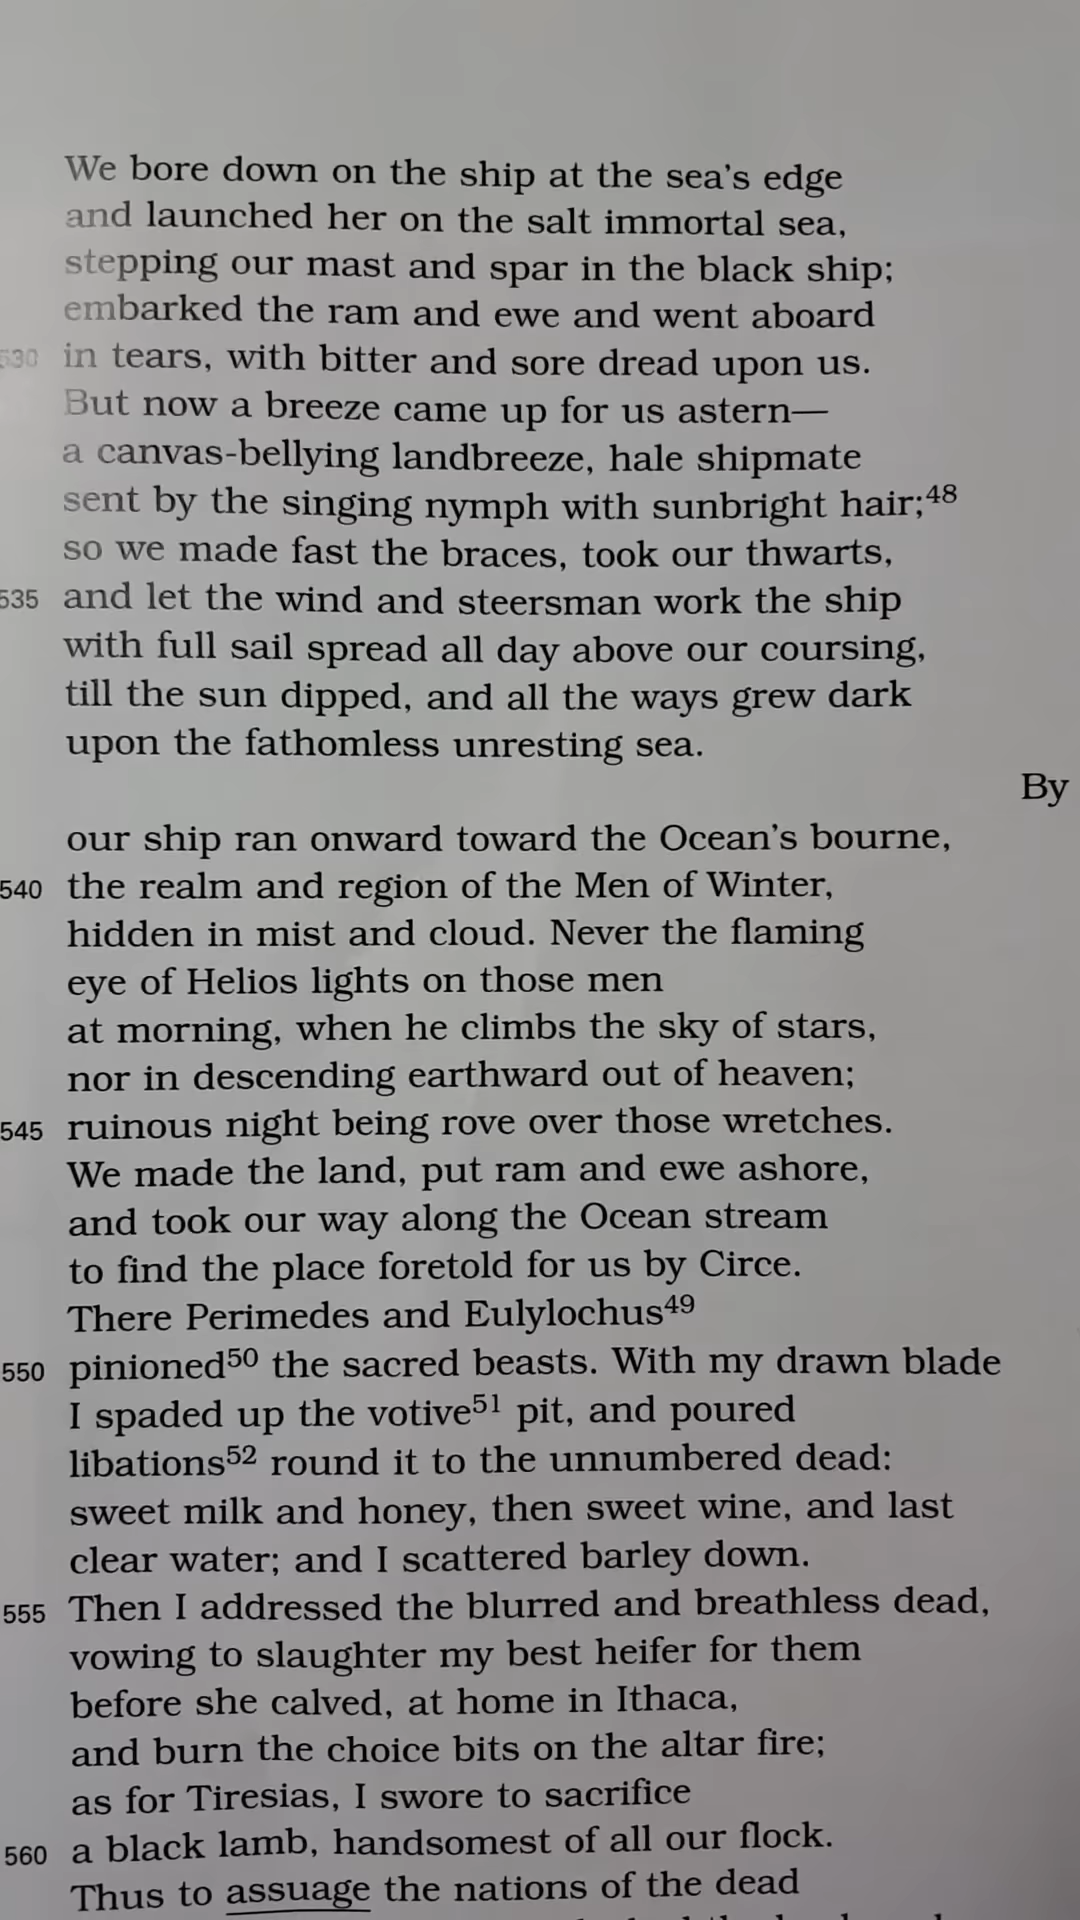 We bore down on the ship at the sea's edge
and launched her on the salt immortal sea,
stepping our mast and spar in the black ship;
embarked the ram and ewe and went aboard
530 in tears, with bitter and sore dread upon us.
But now a breeze came up for us astern—
a canvas-bellying landbreeze, hale shipmate
sent by the singing nymph with sunbright hair;48
so we made fast the braces, took our thwarts,
535 and let the wind and steersman work the ship
with full sail spread all day above our coursing,
till the sun dipped, and all the ways grew dark
upon the fathomless unresting sea.
By
our ship ran onward toward the Ocean's bourne,
540 the realm and region of the Men of Winter,
hidden in mist and cloud. Never the flaming
eye of Helios lights on those men
at morning, when he climbs the sky of stars,
nor in descending earthward out of heaven;
545 ruinous night being rove over those wretches.
We made the land, put ram and ewe ashore,
and took our way along the Ocean stream
to find the place foretold for us by Circe.
There Perimedes and Eulylochus49
550 pinioned50 the sacred beasts. With my drawn blade
I spaded up the votive51 pit, and poured
libations52 round it to the unnumbered dead:
sweet milk and honey, then sweet wine, and last
clear water; and I scattered barley down.
555 Then I addressed the blurred and breathless dead,
vowing to slaughter my best heifer for them
before she calved, at home in Ithaca,
and burn the choice bits on the altar fire;
as for Tiresias, I swore to sacrifice
560 a black lamb, handsomest of all our flock.
Thus to assuage the nations of the dead